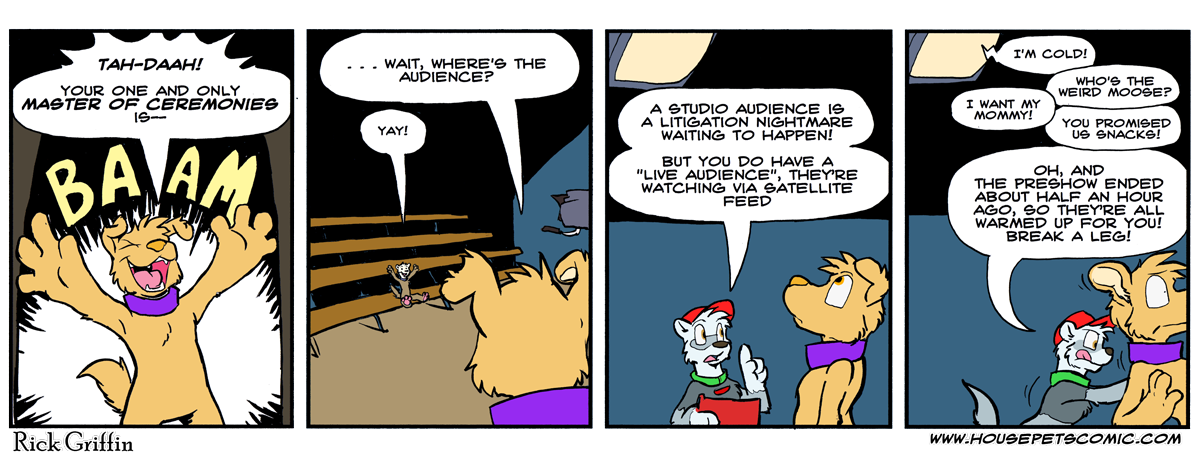 TAH-DAAH!
YOUR ONE AND ONLY
MASTER OF CEREMONIES
IS--
BAAM
. . . WAIT, WHERE'S THE
AUDIENCE?
YAY!
A STUDIO AUDIENCE IS
A LITIGATION NIGHTMARE
WAITING TO HAPPEN!
BUT YOU DO HAVE A
"LIVE AUDIENCE", THEY'RE
WATCHING VIA SATELLITE
FEED
I'M COLD!
WHO'S THE
WEIRD MOOSE?
I WANT MY
MOMMY!
YOU PROMISED
US SNACKS!
OH, AND
THE PRESHOW ENDED
ABOUT HALF AN HOUR
AGO, SO THEY'RE ALL
WARMED UP FOR YOU!
BREAK A LEG!
Rick Griffin
WWW.HOUSEPETSCOMIC.COM